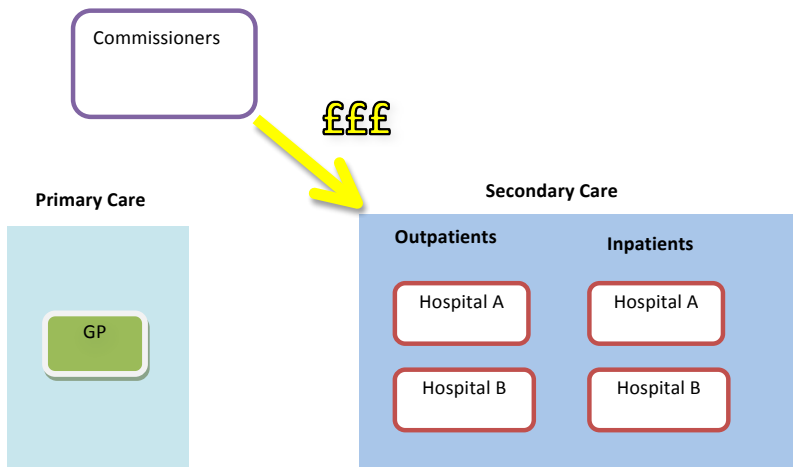 Commissioners
£££
Primary Care
Secondary Care
Outpatients
Inpatients
Hospital A
Hospital A
GP
Hospital B
Hospital B